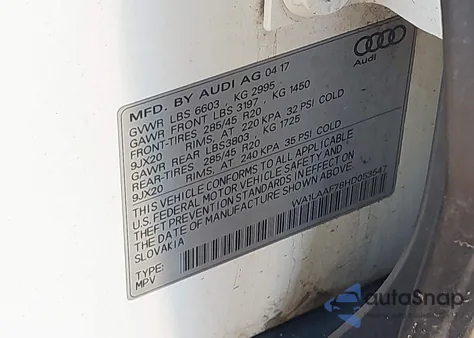 MFD. BY AUDI AG 04 17
Audi
GVWR LBS 6603 , KG 2995
GAWR FRONT LBS 3197 , KG 1450
FRONT-TIRES 285/45 R20
9JX20 RIMS AT 220 KPA 32 PSI COLD
GAWR REAR LBS3803 , KG 1725
REAR-TIRES 285/45 R20
9JX20 RIMS, AT 240 KPA 35 PSI COLD
THIS VEHICLE CONFORMS TO ALL APPLICABLE
U.S. FEDERAL MOTOR VEHICLE SAFETY AND
THEFT PREVENTION STANDARDS IN EFFECT ON
THE DATE OF MANUFACTURE SHOWN ABOVE.
SLOVAKIA
WA1LAAF78HD053547
TYPE:
MPV
autoSnap